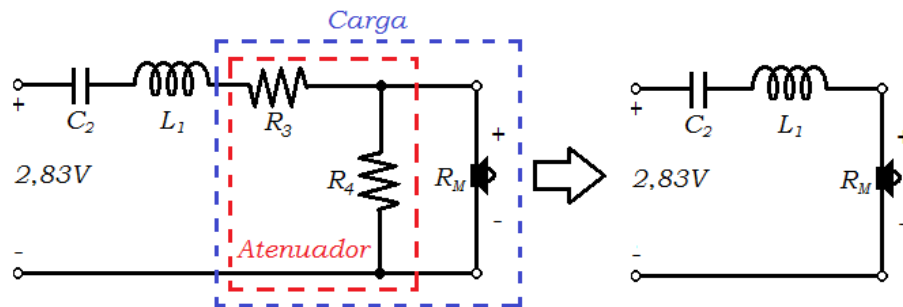 Carga
+
C2
L1
R3
2,83V
R4
RM
+
-
-
Atenuador
+
C2
L1
2,83V
RM
+
-
-